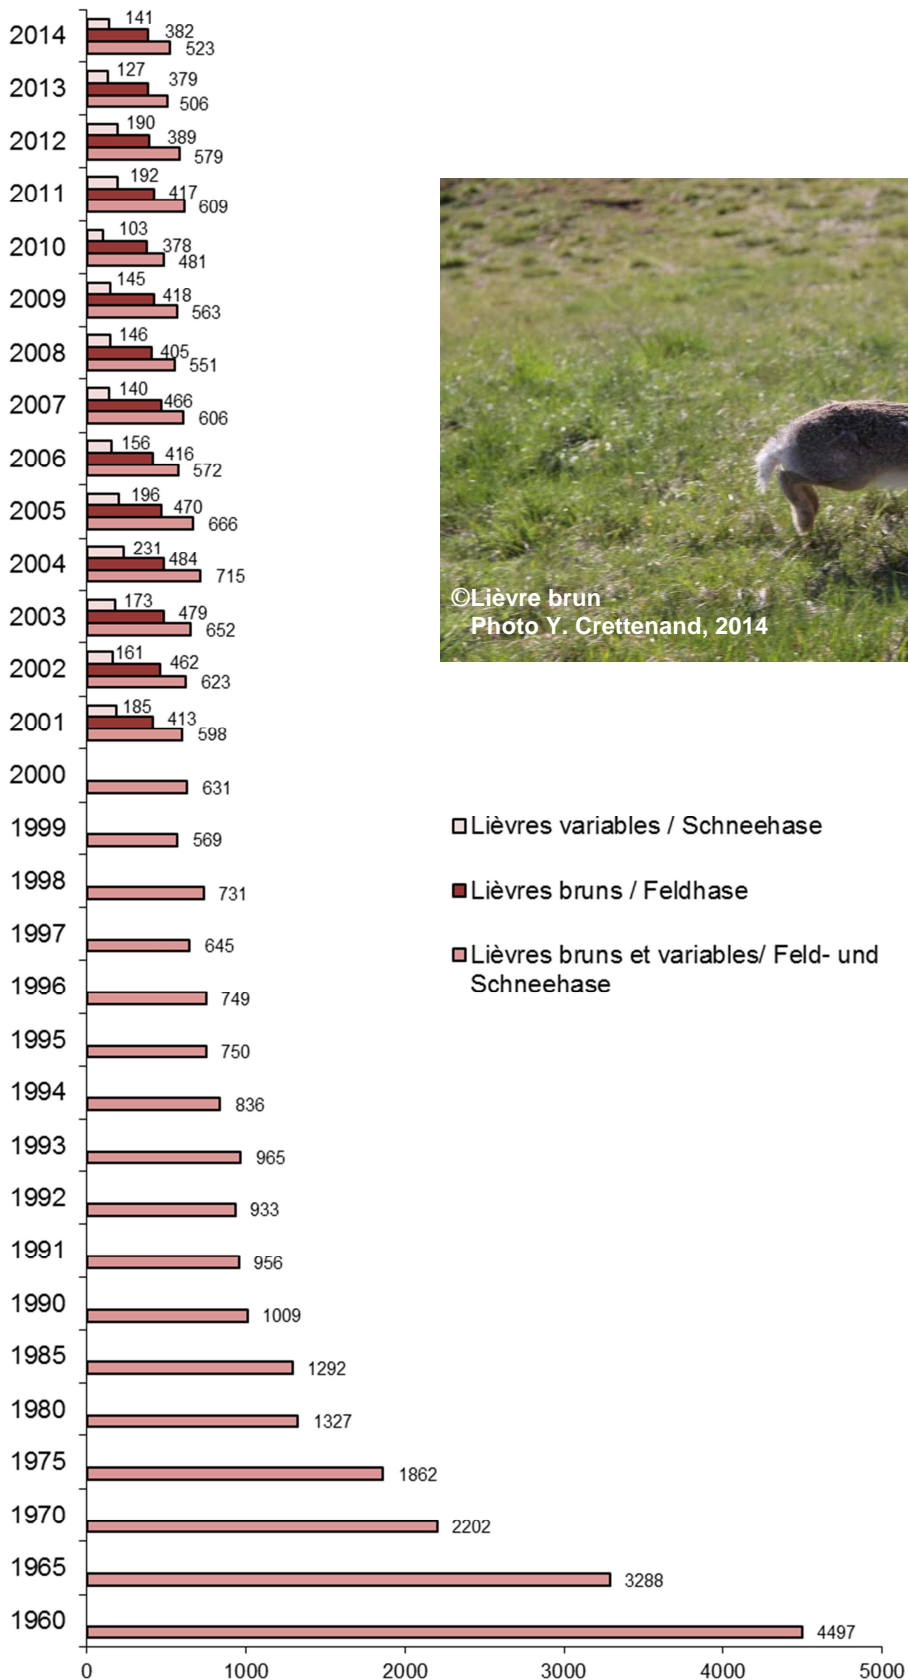 2014 141 382 523
2013 127 379 506
2012 190 389 579
2011 192 417 609
2010 103 378 481
2009 145 418 563
2008 146 405 551
2007 140 466 606
2006 156 416 572
2005 196 470 666
2004 231 484 715
2003 173 479 652
2002 161 462 623
2001 185 413 598
2000 631
1999 569
1998 731
1997 645
1996 749
1995 750
1994 836
1993 965
1992 933
1991 956
1990 1009
1985 1292
1980 1327
1975 1862
1970 2202
1965 3288
1960 4497
0 1000 2000 3000 4000 5000
©Lièvre brun
Photo Y. Crettenand, 2014
Lièvres variables / Schneehase
Lièvres bruns / Feldhase
Lièvres bruns et variables/ Feld- und
Schneehase